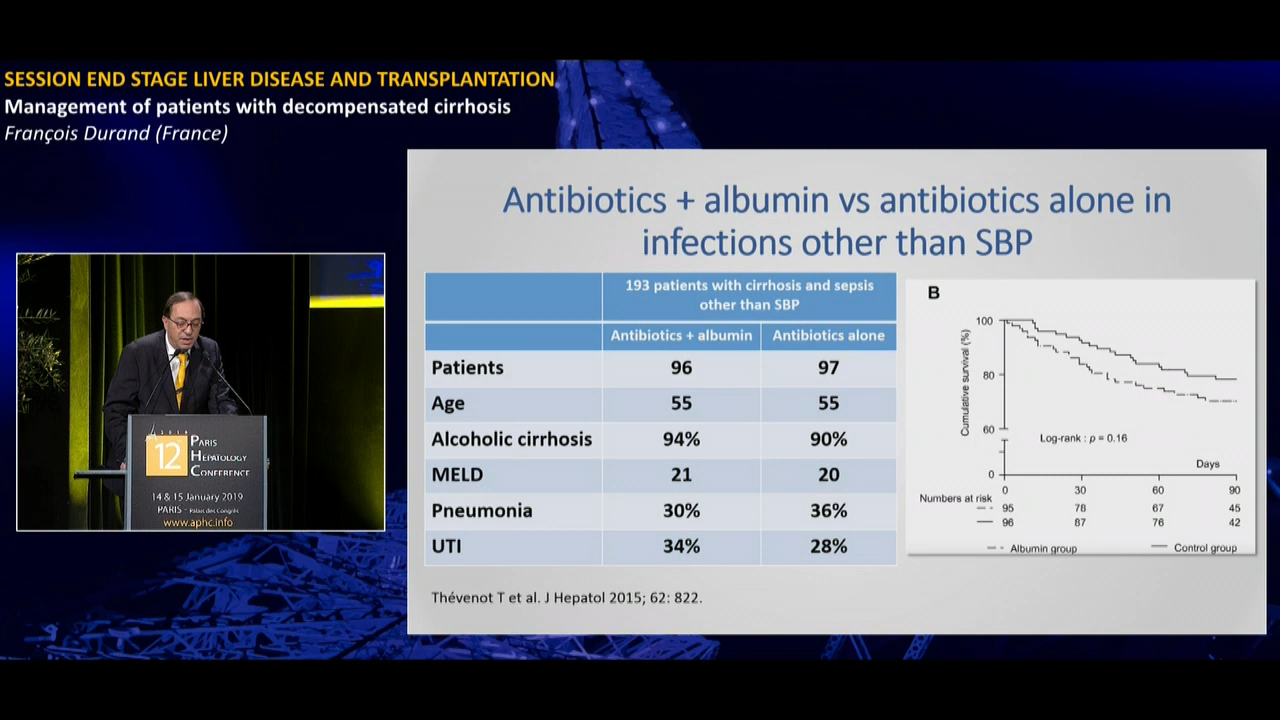 SESSION END STAGE LIVER DISEASE AND TRANSPLANTATION
Management of patients with decompensated cirrhosis
François Durand (France)
Antibiotics + albumin vs antibiotics alone in
infections other than SBP
193 patients with cirrhosis and sepsis
other than SBP
Antibiotics + albumin Antibiotics alone
Patients 96 97
Age 55 55
Alcoholic cirrhosis 94% 90%
MELD 21 20
Pneumonia 30% 36%
UTI 34% 28%
Thévenot T et al. J Hepatol 2015; 62: 822.
B
Cumulative survival (%)
100
80
60
0
Log-rank : p = 0.16
Days
0 30 60 90
Numbers at risk
95 78 67 45
96 87 76 42
Albumin group Control group
2019
12
PARIS
HEPATOLOGY
CONFERENCE
14 & 15 January 2019
PARIS - Palais des Congrès
www.aphc.info